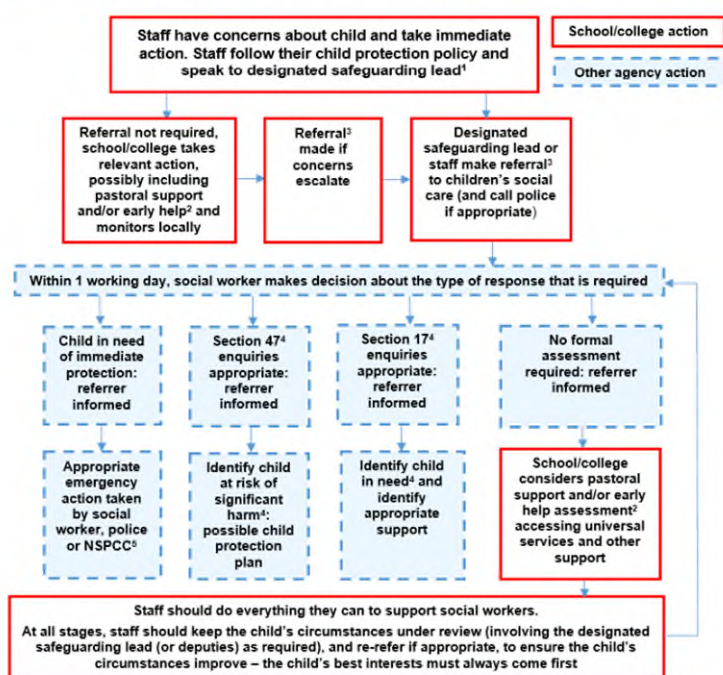 Staff have concerns about child and take immediate
action. Staff follow their child protection policy and
speak to designated safeguarding lead¹
School/college action
Other agency action
Referral not required,
school/college takes
relevant action,
possibly including
pastoral support
and/or early help² and
monitors locally
Referral³
made if
concerns
escalate
Designated
safeguarding lead or
staff make referral³
to children's social
care (and call police
if appropriate)
Within 1 working day, social worker makes decision about the type of response that is required
Child in need
of immediate
protection:
referrer
informed
Section 47⁴
enquiries
appropriate:
referrer
informed
Section 17⁴
enquiries
appropriate:
referrer
informed
No formal
assessment
required: referrer
informed
Appropriate
emergency
action taken
by social
worker, police
or NSPCC⁵
Identify child
at risk of
significant
harm⁴:
possible child
protection
plan
Identify child
in need⁴ and
identify
appropriate
support
School/college
considers pastoral
support and/or early
help assessment²
accessing universal
services and other
support
Staff should do everything they can to support social workers.
At all stages, staff should keep the child's circumstances under review (involving the designated
safeguarding lead (or deputies) as required), and re-refer if appropriate, to ensure the child's
circumstances improve – the child's best interests must always come first